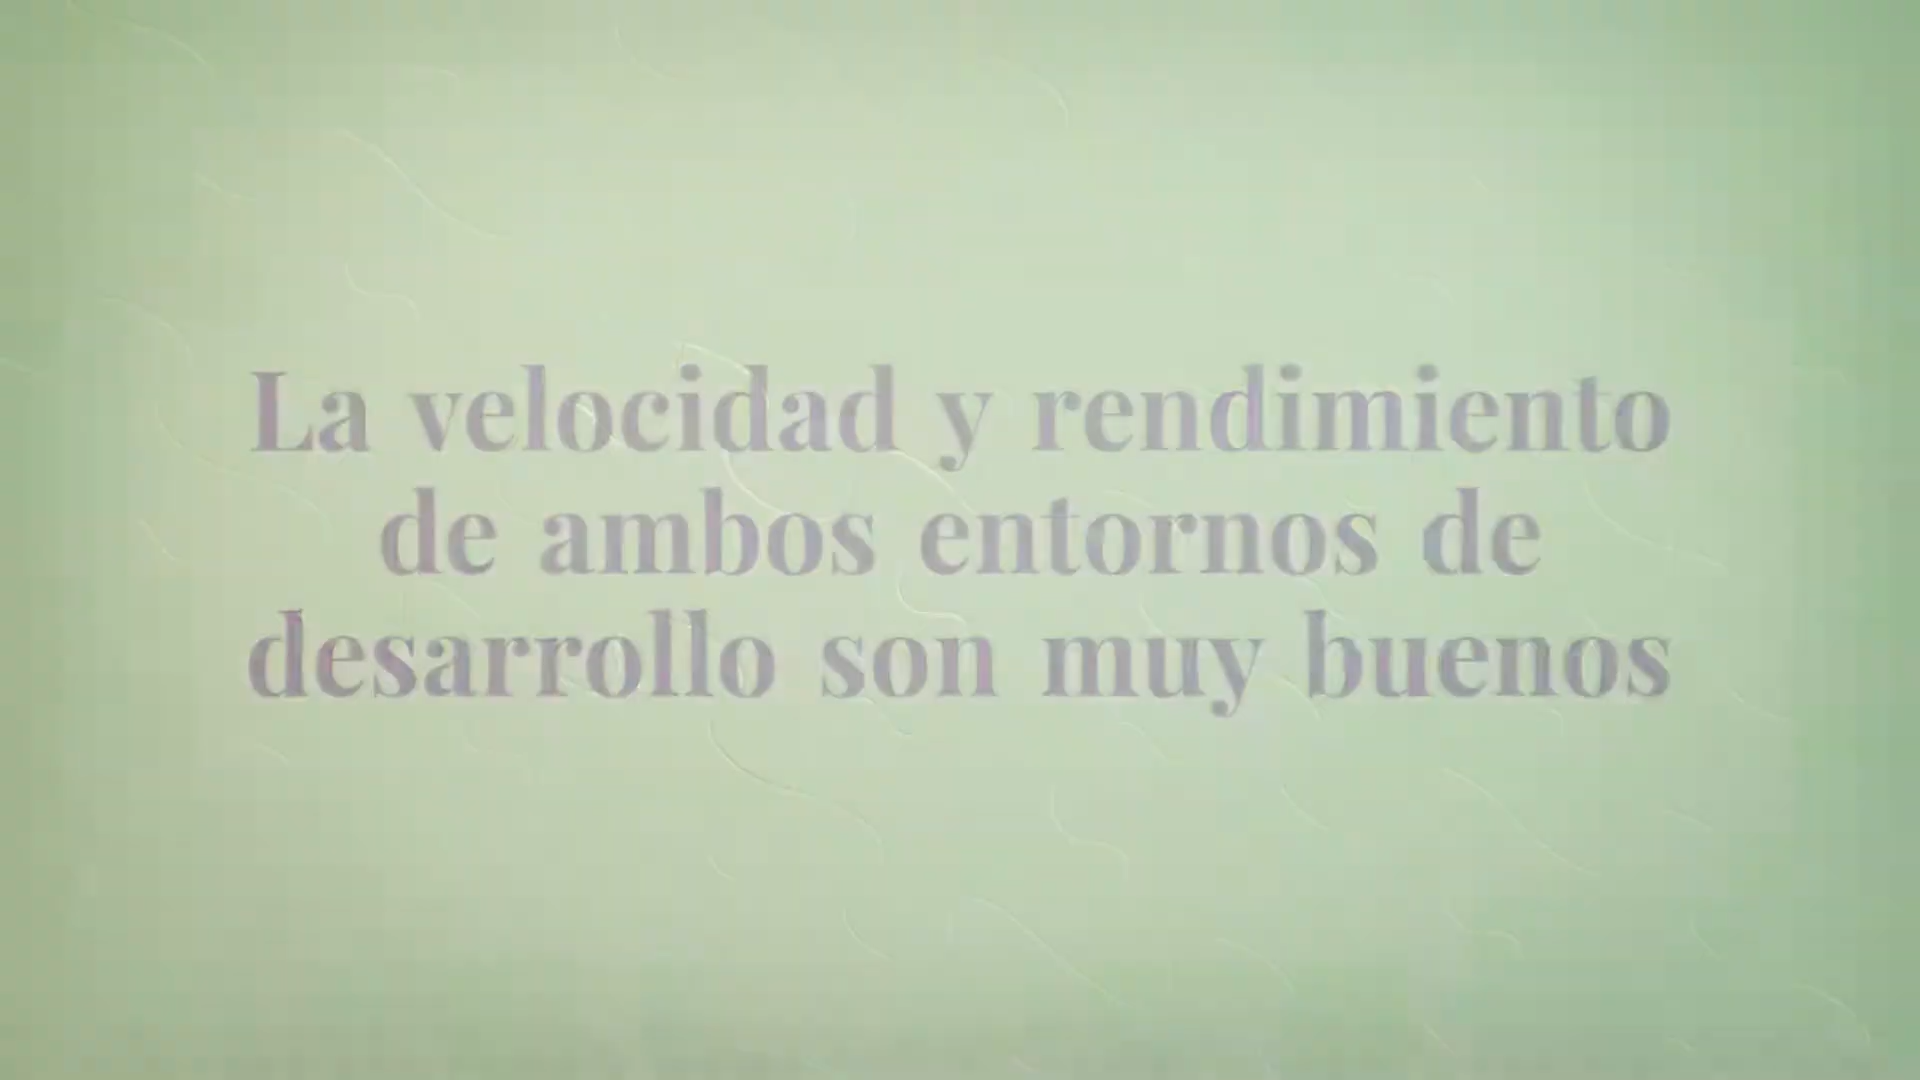 La velocidad y rendimiento
de ambos entornos de
desarrollo son muy buenos